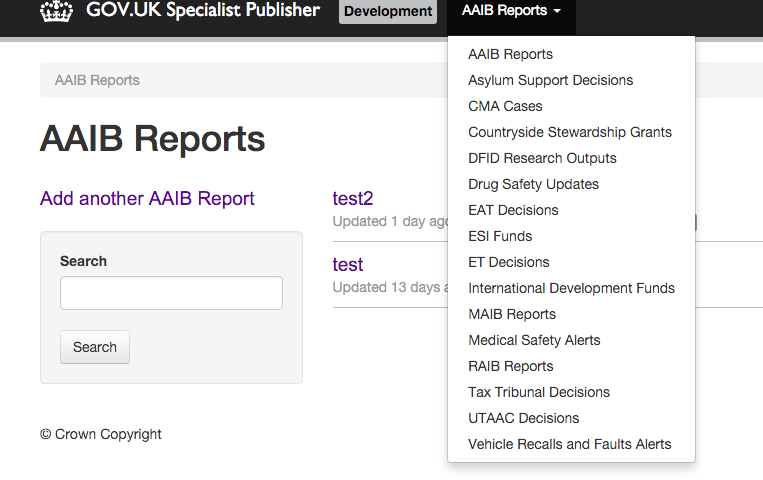 GOV.UK Specialist Publisher
Development
AAIB Reports
AAIB Reports
AAIB Reports
Add another AAIB Report
Search
Search
test2
Updated 1 day ago
test
Updated 13 days
AAIB Reports
Asylum Support Decisions
CMA Cases
Countryside Stewardship Grants
DFID Research Outputs
Drug Safety Updates
EAT Decisions
ESI Funds
ET Decisions
International Development Funds
MAIB Reports
Medical Safety Alerts
RAIB Reports
Tax Tribunal Decisions
UTAAC Decisions
Vehicle Recalls and Faults Alerts
© Crown Copyright